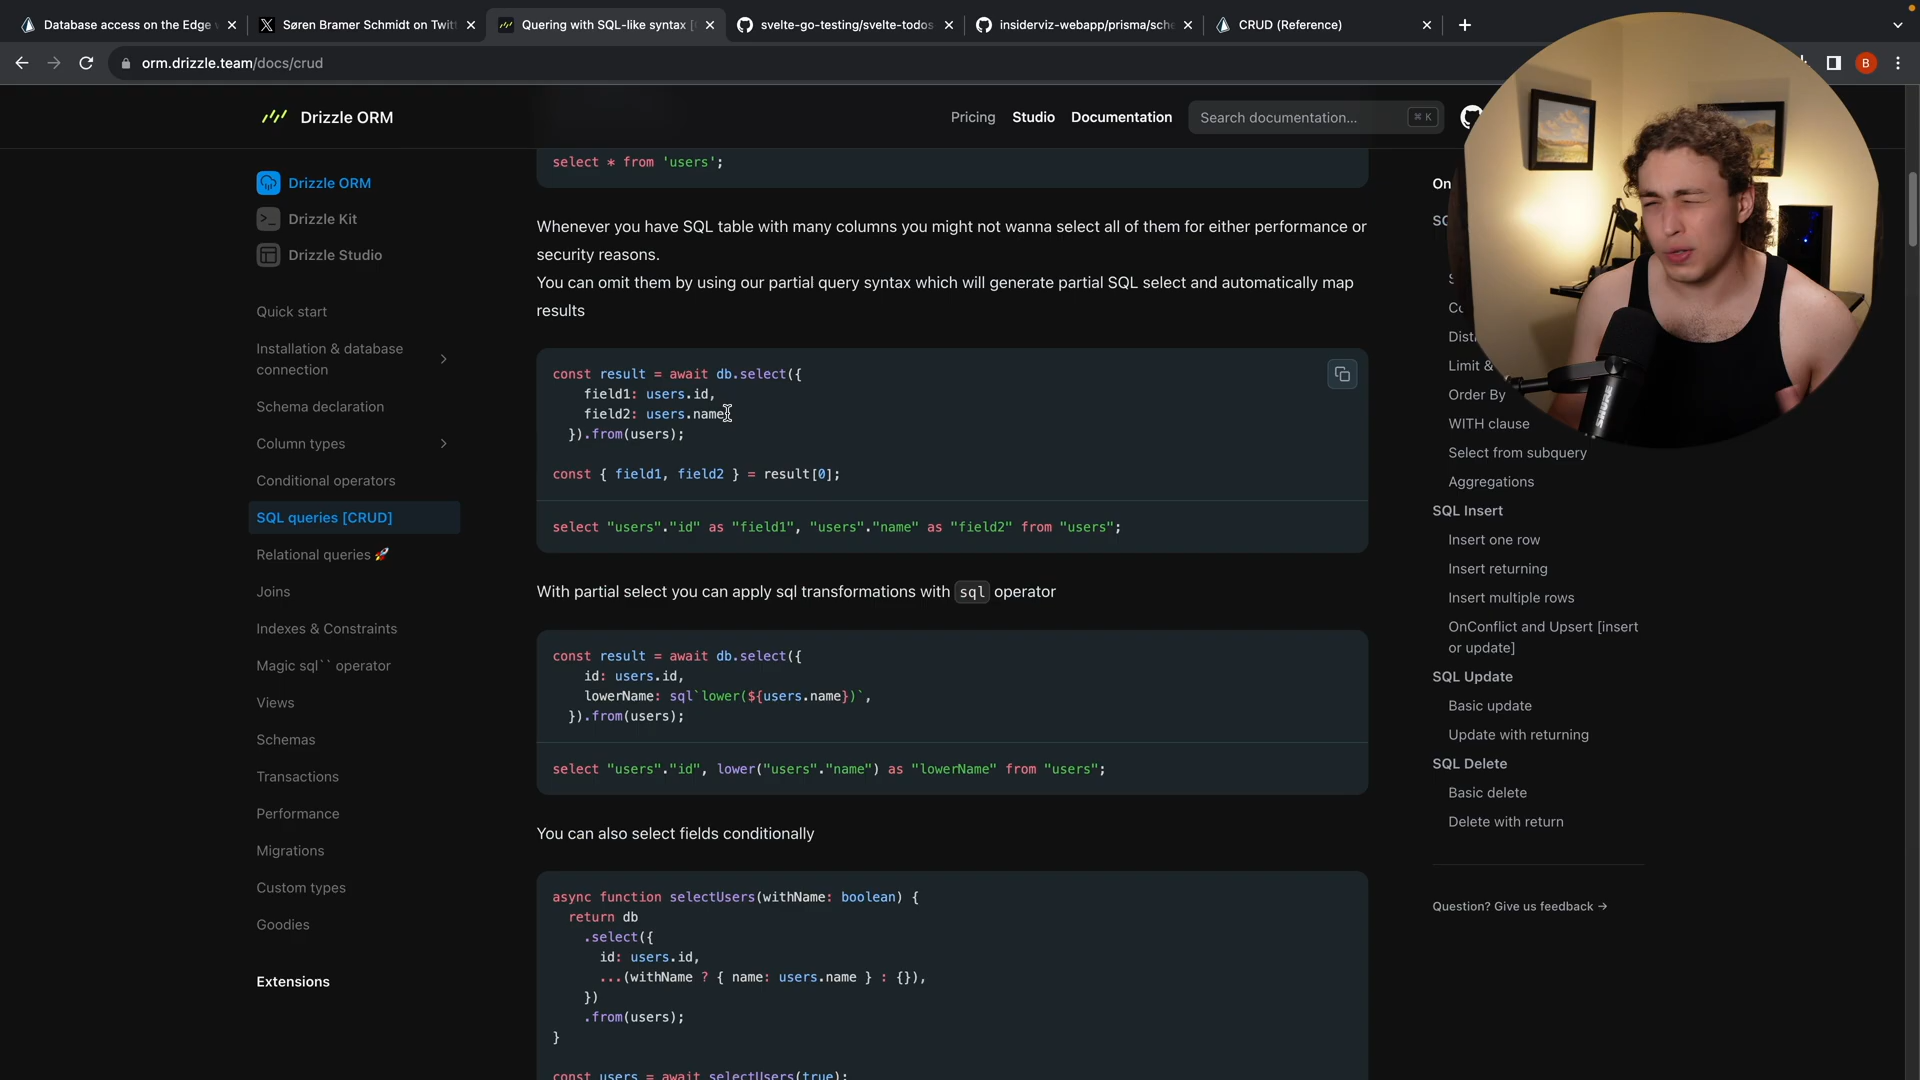 Database access on the Edge
Søren Bramer Schmidt on Twitt
Quering with SQL-like syntax
svelte-go-testing/svelte-todos
insiderviz-webapp/prisma/sche
CRUD (Reference)
orm.drizzle.team/docs/crud
B
Drizzle ORM
Pricing
Studio
Documentation
Search documentation...
⌘ K
Drizzle ORM
Drizzle Kit
Drizzle Studio
Quick start
Installation & database
connection
Schema declaration
Column types
Conditional operators
SQL queries [CRUD]
Relational queries 🚀
Joins
Indexes & Constraints
Magic sql`` operator
Views
Schemas
Transactions
Performance
Migrations
Custom types
Goodies
Extensions
select * from 'users';
Whenever you have SQL table with many columns you might not wanna select all of them for either performance or
security reasons.
You can omit them by using our partial query syntax which will generate partial SQL select and automatically map
results
const result = await db.select({
field1: users.id,
field2: users.name
}).from(users);
const { field1, field2 } = result[0];
select "users"."id" as "field1", "users"."name" as "field2" from "users";
With partial select you can apply sql transformations with sql operator
const result = await db.select({
id: users.id,
lowerName: sql`lower(${users.name})`,
}).from(users);
select "users"."id", lower("users"."name") as "lowerName" from "users";
You can also select fields conditionally
async function selectUsers(withName: boolean) {
return db
.select({
id: users.id,
...(withName ? { name: users.name } : {}),
})
.from(users);
}
const users = await selectUsers(true);
On
Limit &
Order By
WITH clause
Select from subquery
Aggregations
SQL Insert
Insert one row
Insert returning
Insert multiple rows
OnConflict and Upsert [insert
or update]
SQL Update
Basic update
Update with returning
SQL Delete
Basic delete
Delete with return
Question? Give us feedback →
SHURE